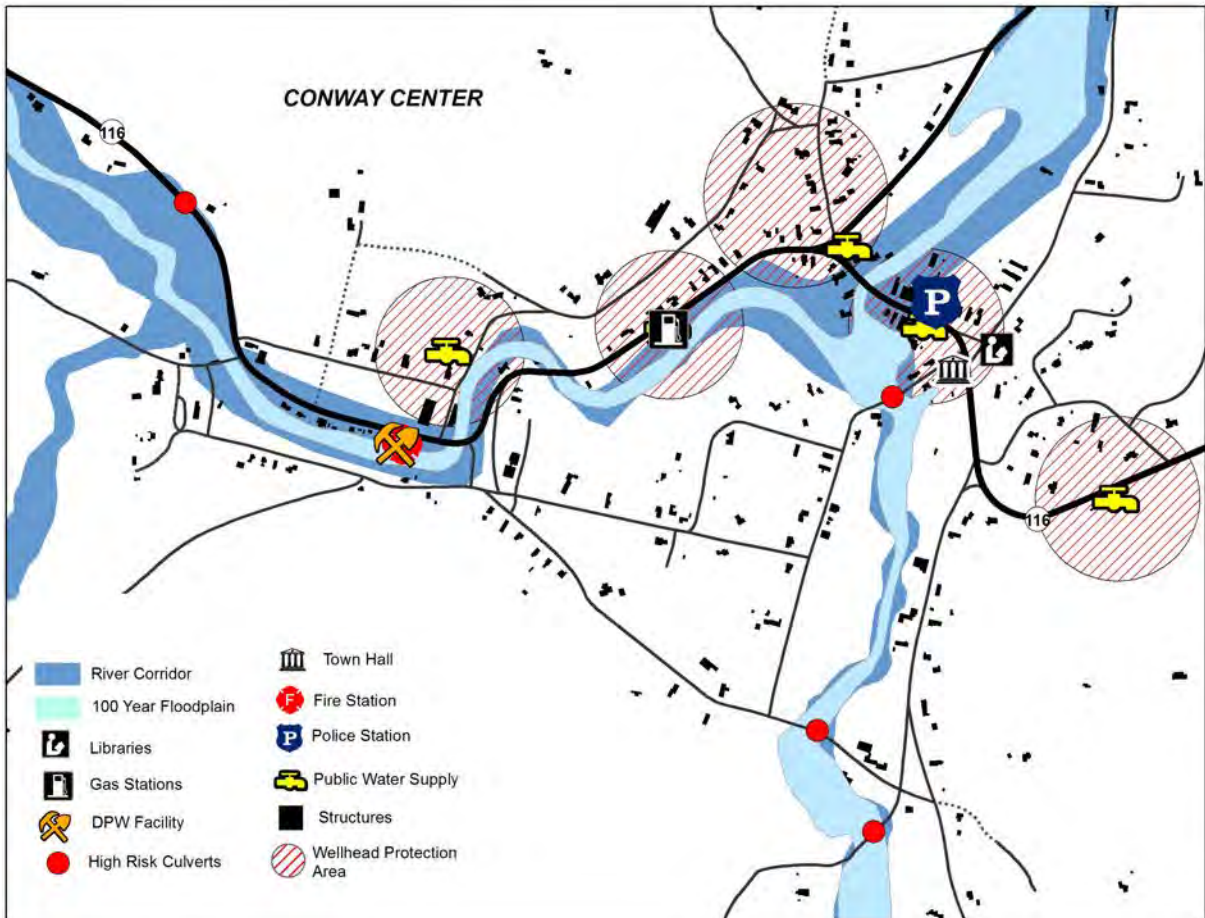 CONWAY CENTER
116
P
116
River Corridor
100 Year Floodplain
Libraries
Gas Stations
DPW Facility
High Risk Culverts
Town Hall
F
Fire Station
P
Police Station
Public Water Supply
Structures
Wellhead Protection
Area